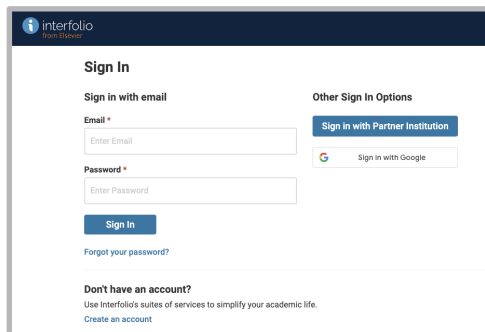 interfolio
from Elsevier
Sign In
Sign in with email
Email *
Enter Email
Password *
Enter Password
Sign In
Forgot your password?
Other Sign In Options
Sign in with Partner Institution
Sign in with Google
Don't have an account?
Use Interfolio's suites of services to simplify your academic life.
Create an account